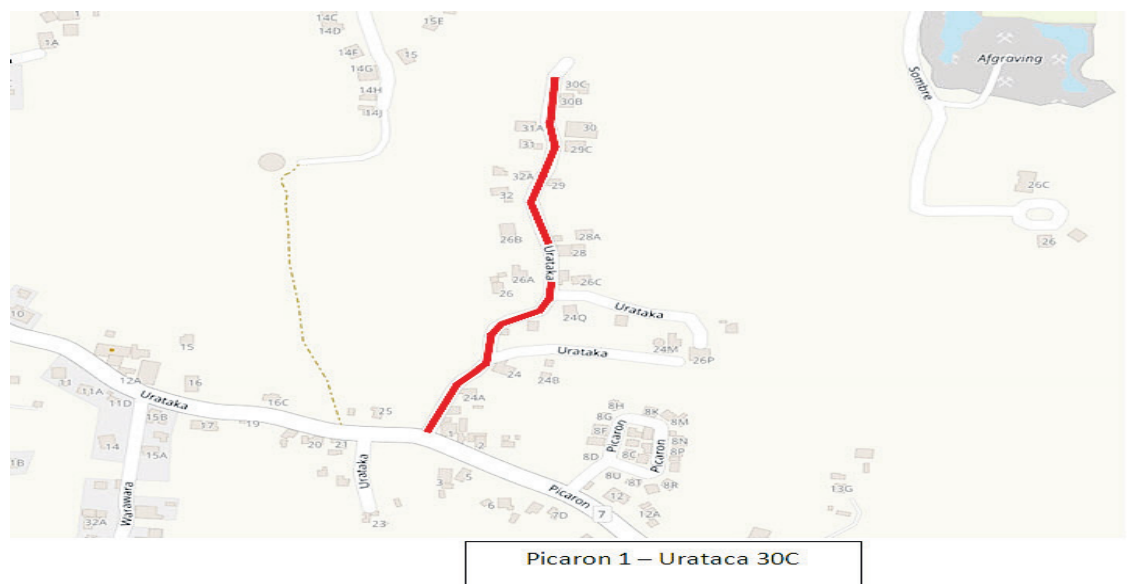 14C
14D
15E
1A
14F
15
14G
14H
14J
Sombre
Afgraving
30C
30B
31A
30
31
29C
32A
29
32
26C
26
26B
28A
28
Urataka
26A
26C
26
24Q
Urataka
10
15
12A
Urataka
24M
26P
24
24B
11
11A
11D
16
Urataka
16C
25
24A
15B
17
19
20
21
1
2
14
15A
Warawara
1B
32A
Urataka
23
3
5
6
7D
Picaron
7
8H
8G
8K
8F
8M
8N
8D
8C
8P
Picaron
Picaron
8U
8T
8R
12
12A
13G
Picaron 1 – Urataca 30C